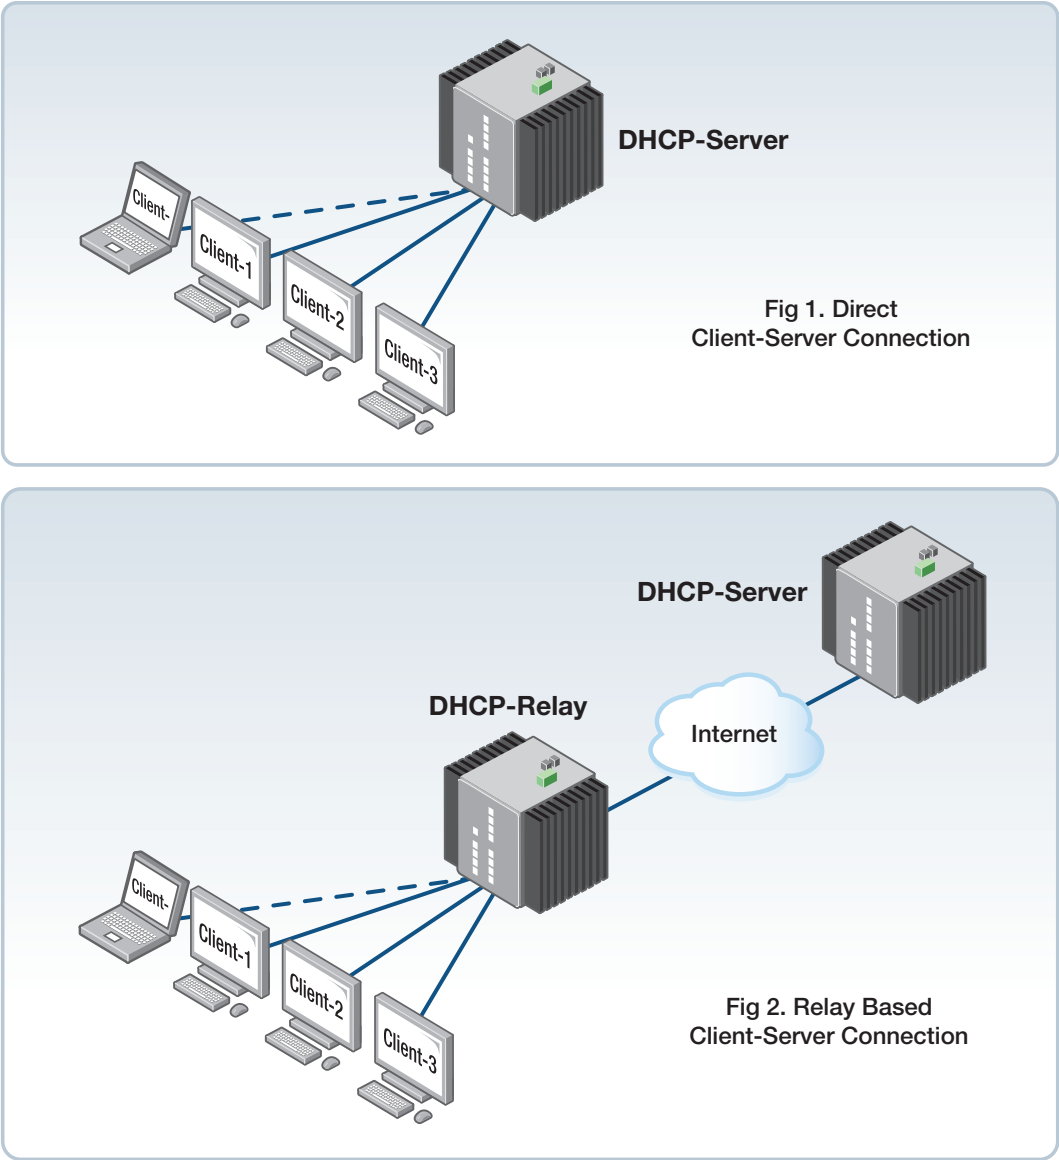 DHCP-Server
Client-
Client-1
Client-2
Client-3
Fig 1. Direct
Client-Server Connection
DHCP-Server
DHCP-Relay
Internet
Client-
Client-1
Client-2
Client-3
Fig 2. Relay Based
Client-Server Connection